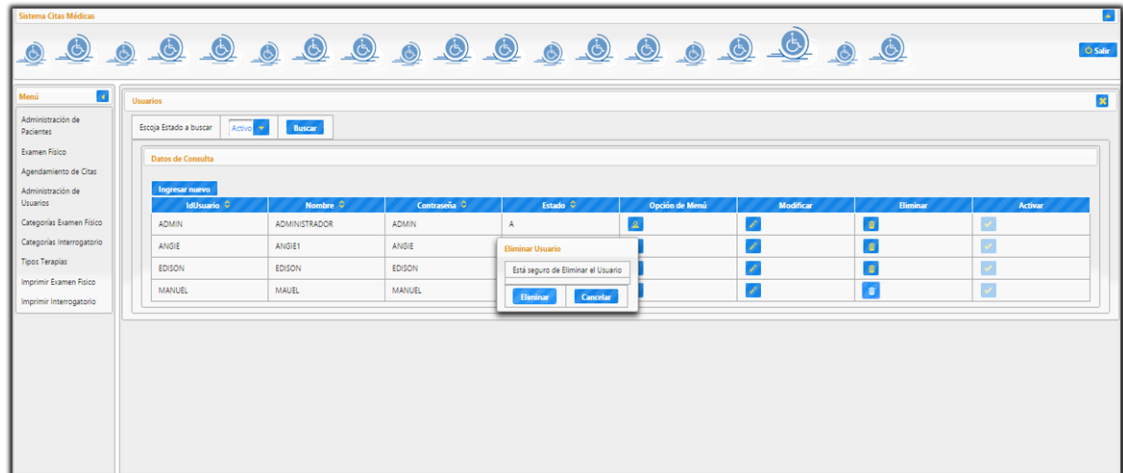 Sistema Citas Médicas
Salir
Menú
Administración de
Pacientes
Examen Físico
Agendamiento de Citas
Administración de
Usuarios
Categorías Examen Físico
Categorías Interrogatorio
Tipos Terapias
Imprimir Examen Fisico
Imprimir Interrogatorio
Usuarios
Escoja Estado a buscar Activo Buscar
Datos de Consulta
Ingresar nuevo
IdUsuario Nombre Contraseña Estado Opción de Menú Modificar Eliminar Activar
ADMIN ADMINISTRADOR ADMIN A
ANGIE ANGIE1 ANGIE
EDISON EDISON EDISON
MANUEL MAUÉL MANUEL
Eliminar Usuario
Está seguro de Eliminar el Usuario
Eliminar Cancelar